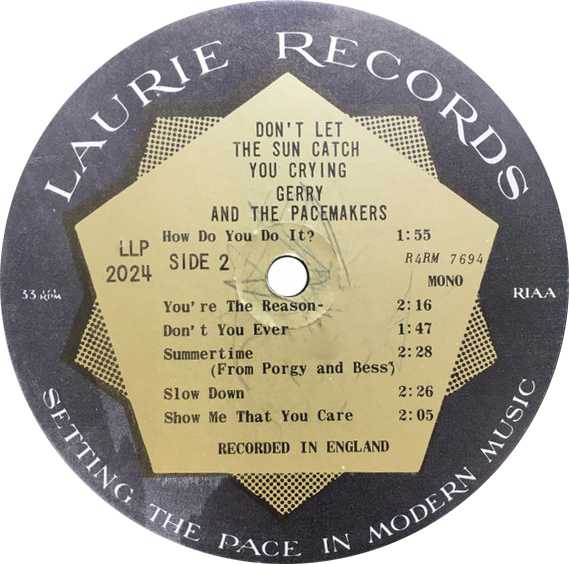 LAURIE RECORDS
DON'T LET
THE SUN CATCH
YOU CRYING
GERRY
AND THE PACEMAKERS
How Do You Do It? 1:55
LLP
2024
SIDE 2
R4RM 7694
MONO
33 1/3 RPM
RIAA
You're The Reason- 2:16
Don't You Ever 1:47
Summertime 2:28
(From Porgy and Bess)
Slow Down 2:26
Show Me That You Care 2:05
RECORDED IN ENGLAND
SETTING THE PACE IN MODERN MUSIC